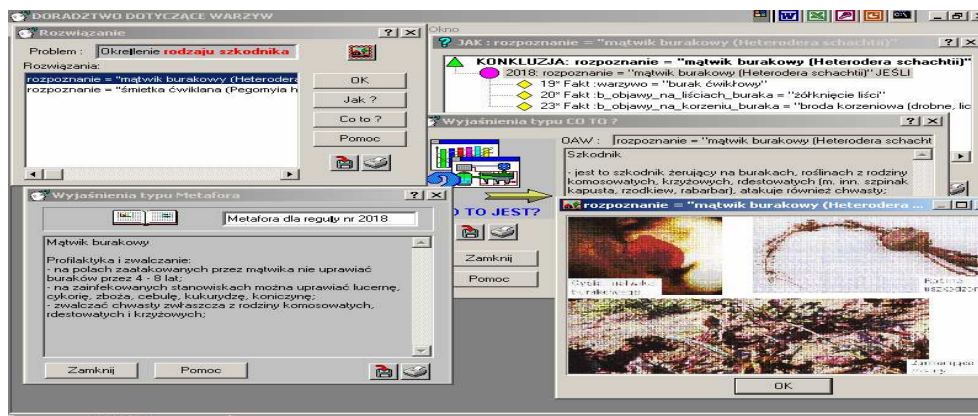 DORADZTWO DOTYCZĄCE WARZYW
Rozwiązanie
Problem :
Określenie rodzaju szkodnika
Rozwiązania:
rozpoznanie = "mątwik burakowy (Heterodera
rozpoznanie = "śmietka ćwiklana (Pegomyia h
OK
Jak ?
Co to ?
Pomoc
Okno
JAK : rozpoznanie = "mątwik burakowy (Heterodera schachtii)"
KONKLUZJA: rozpoznanie = "mątwik burakowy (Heterodera schachtii)"
2018: rozpoznanie = "mątwik burakowy (Heterodera schachtii)" JEŚLI
19* Fakt :warzywo = "burak ćwikłowy"
20* Fakt :b_objawy_na_liściach_buraka = "żółknięcie liści"
23* Fakt :b_objawy_na_korzeniu_buraka = "broda korzeniowa (drobne, lic
Wyjaśnienia typu CO TO ?
OAW :
rozpoznanie = "mątwik burakowy (Heterodera schacht
Szkodnik
- jest to szkodnik żerujący na burakach, roślinach z rodziny
komosowatych, krzyżowych, rdestowatych (m. inn. szpinak
kapusta, rzodkiew, rabarbar), atakuje również chwasty;
O TO JEST?
Zamknij
Pomoc
Wyjaśnienia typu Metafora
Metafora dla reguły nr 2018
Mątwik burakowy
Profilaktyka i zwalczanie:
- na polach zaatakowanych przez mątwika nie uprawiać
buraków przez 4 - 8 lat;
- na zainfekowanych stanowiskach można uprawiać lucernę,
cykorię, zboża, cebulę, kukurydzę, koniczynę;
- zwalczać chwasty zwłaszcza z rodziny komosowatych,
rdestowatych i krzyżowych;
Zamknij
Pomoc
rozpoznanie = "mątwik burakowy (Heterodera ...
OK